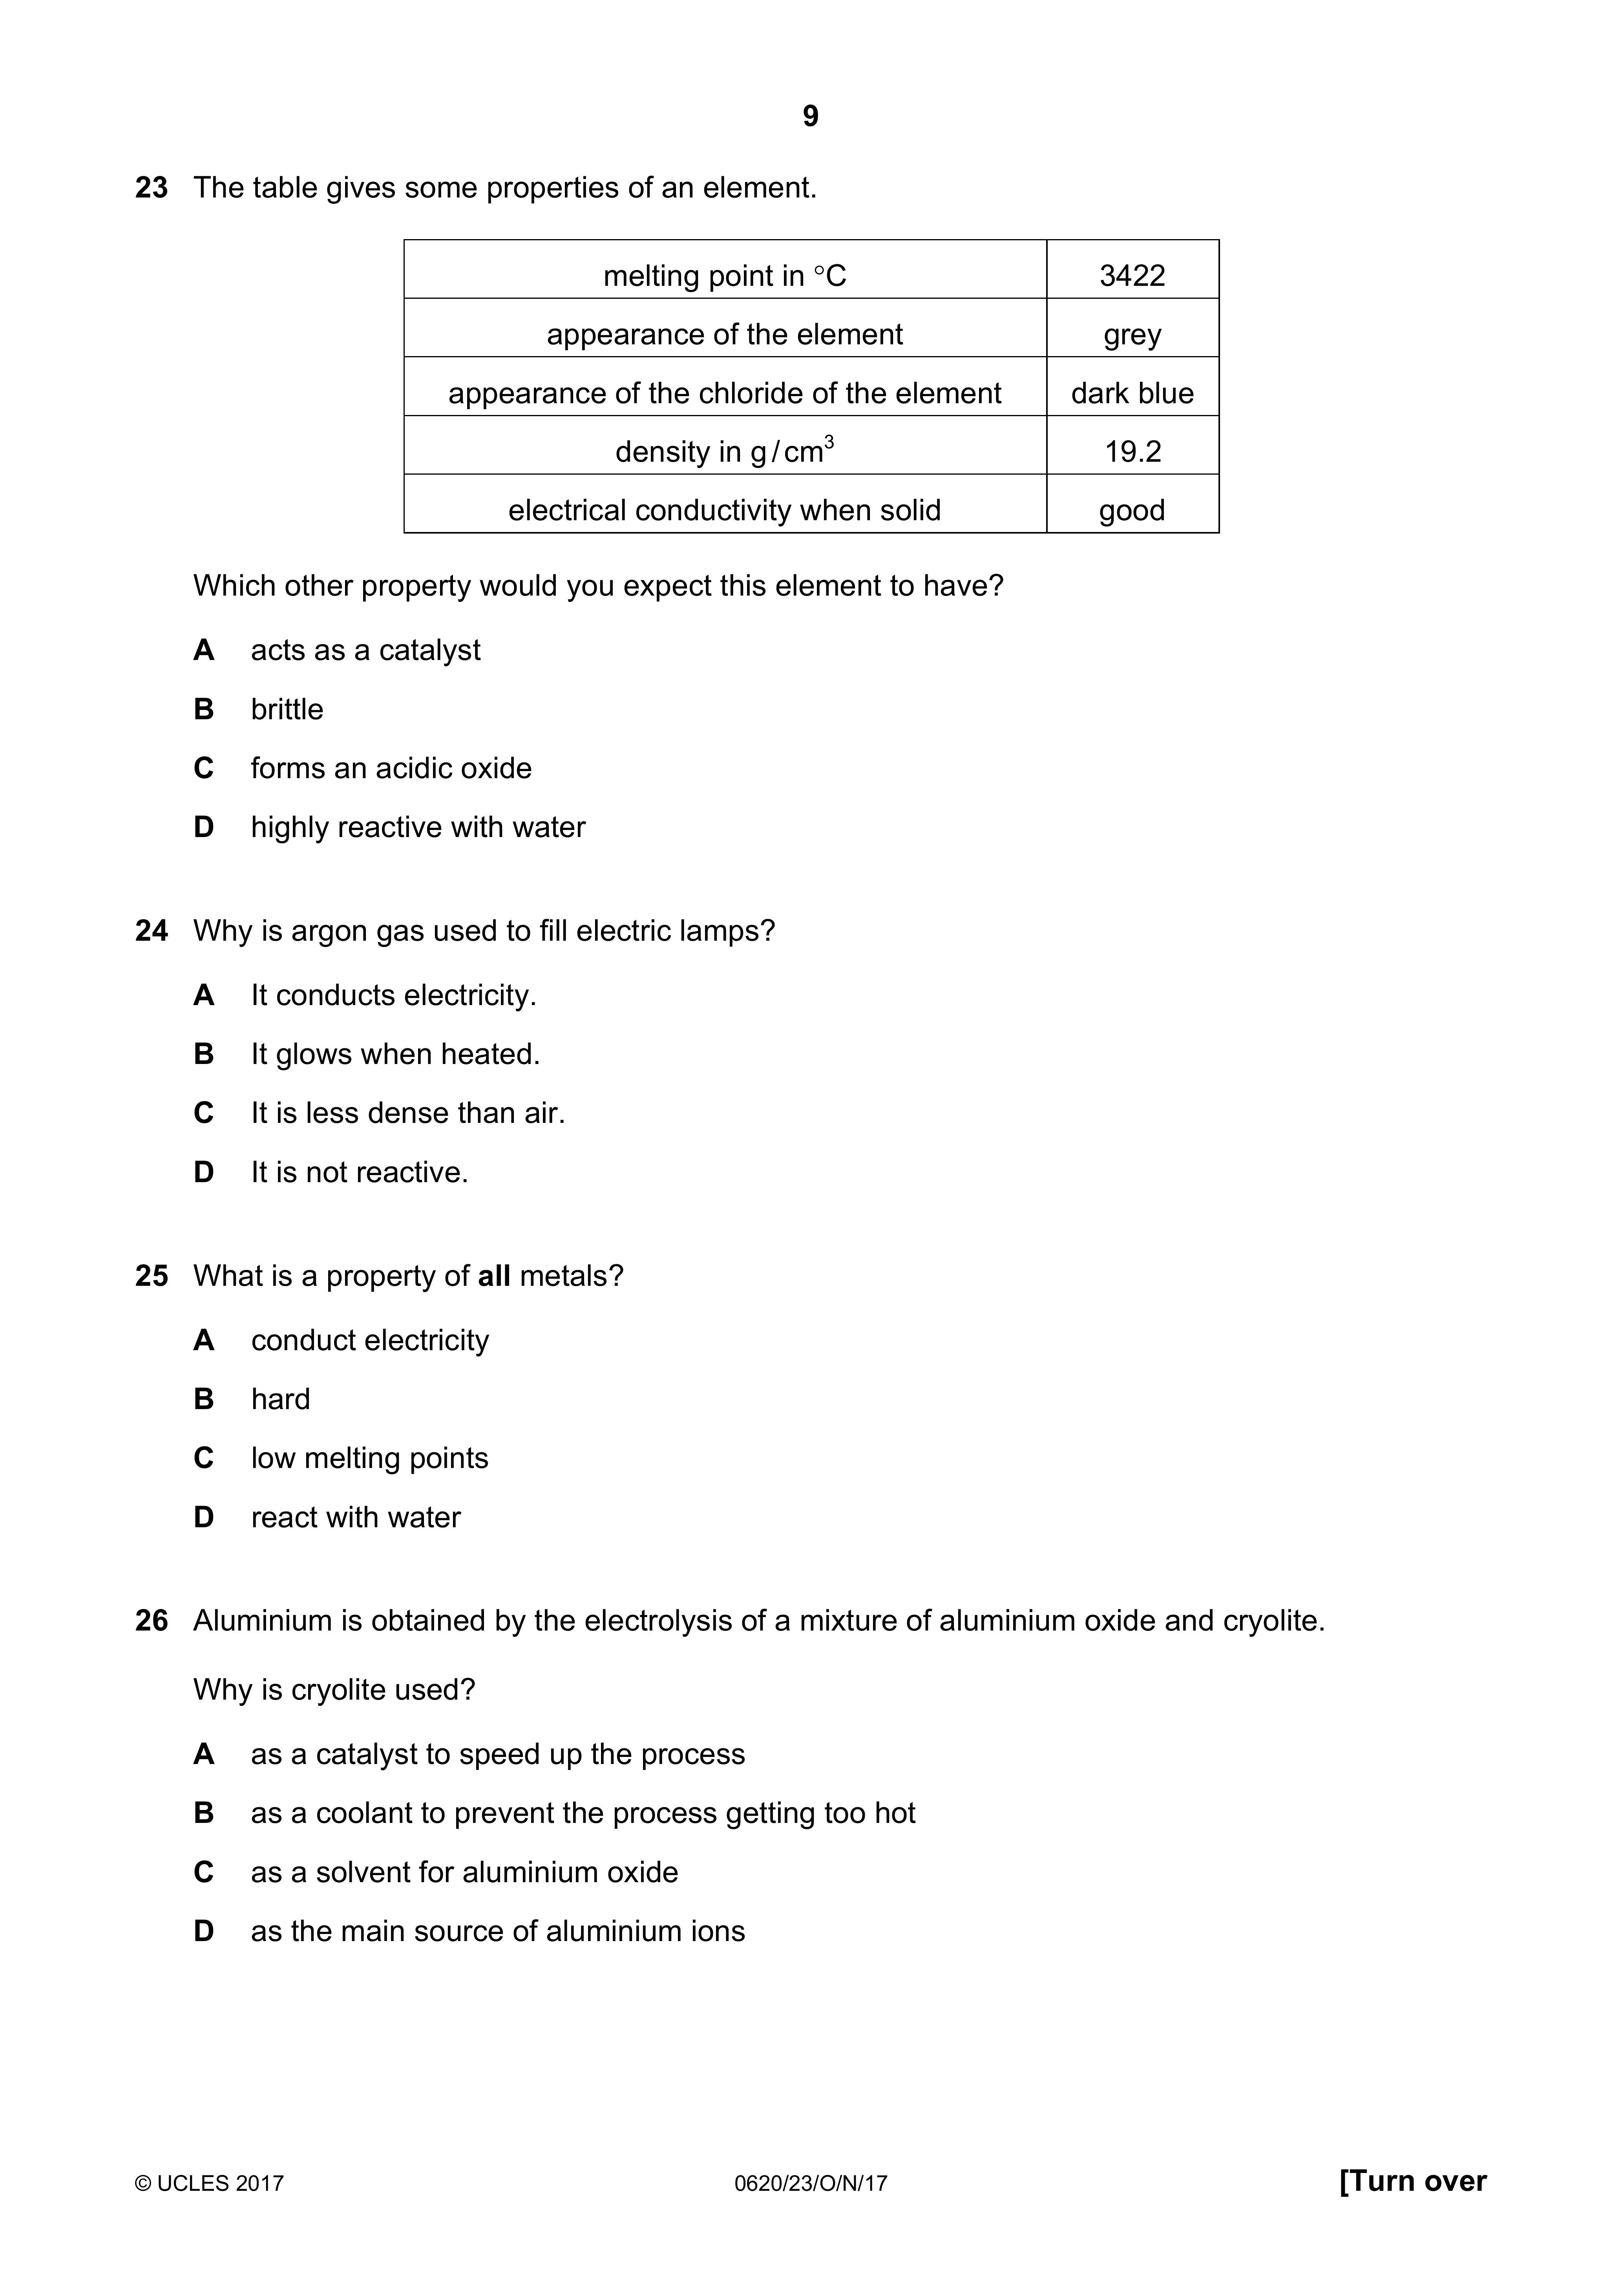 9
23 The table gives some properties of an element.
melting point in °C 3422
appearance of the element grey
appearance of the chloride of the element dark blue
density in g / cm³ 19.2
electrical conductivity when solid good
Which other property would you expect this element to have?
A acts as a catalyst
B brittle
C forms an acidic oxide
D highly reactive with water
24 Why is argon gas used to fill electric lamps?
A It conducts electricity.
B It glows when heated.
C It is less dense than air.
D It is not reactive.
25 What is a property of all metals?
A conduct electricity
B hard
C low melting points
D react with water
26 Aluminium is obtained by the electrolysis of a mixture of aluminium oxide and cryolite.
Why is cryolite used?
A as a catalyst to speed up the process
B as a coolant to prevent the process getting too hot
C as a solvent for aluminium oxide
D as the main source of aluminium ions
© UCLES 2017 0620/23/O/N/17 [Turn over